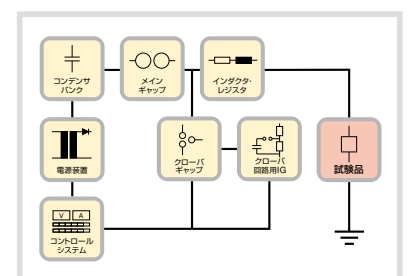 コンデンサ
バンク
メイン
ギャップ
インダクタ・
レジスタ
電源装置
クローバ
ギャップ
クローバ
回路用IG
試験品
V A
コントロール
システム